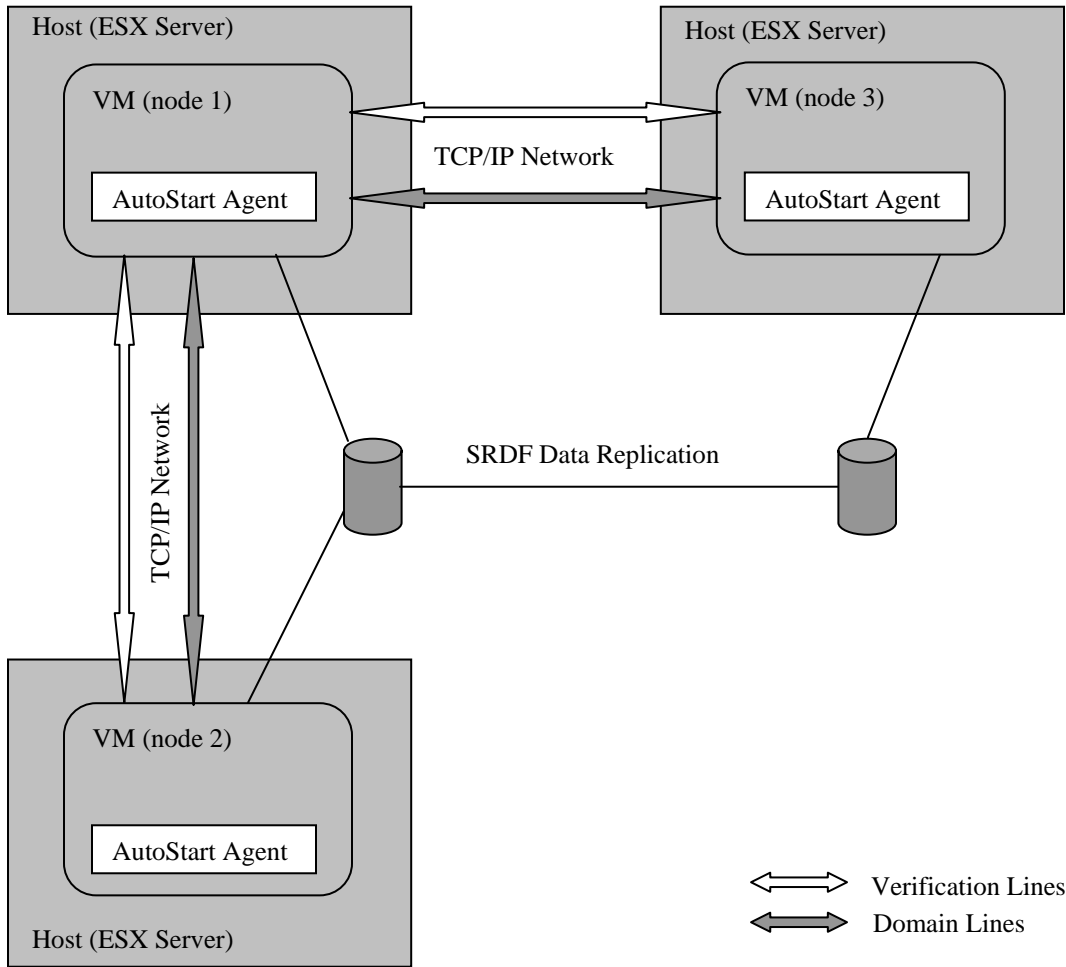 Host (ESX Server)
VM (node 1)
AutoStart Agent
Host (ESX Server)
VM (node 3)
AutoStart Agent
TCP/IP Network
TCP/IP Network
SRDF Data Replication
VM (node 2)
AutoStart Agent
Host (ESX Server)
Verification Lines
Domain Lines